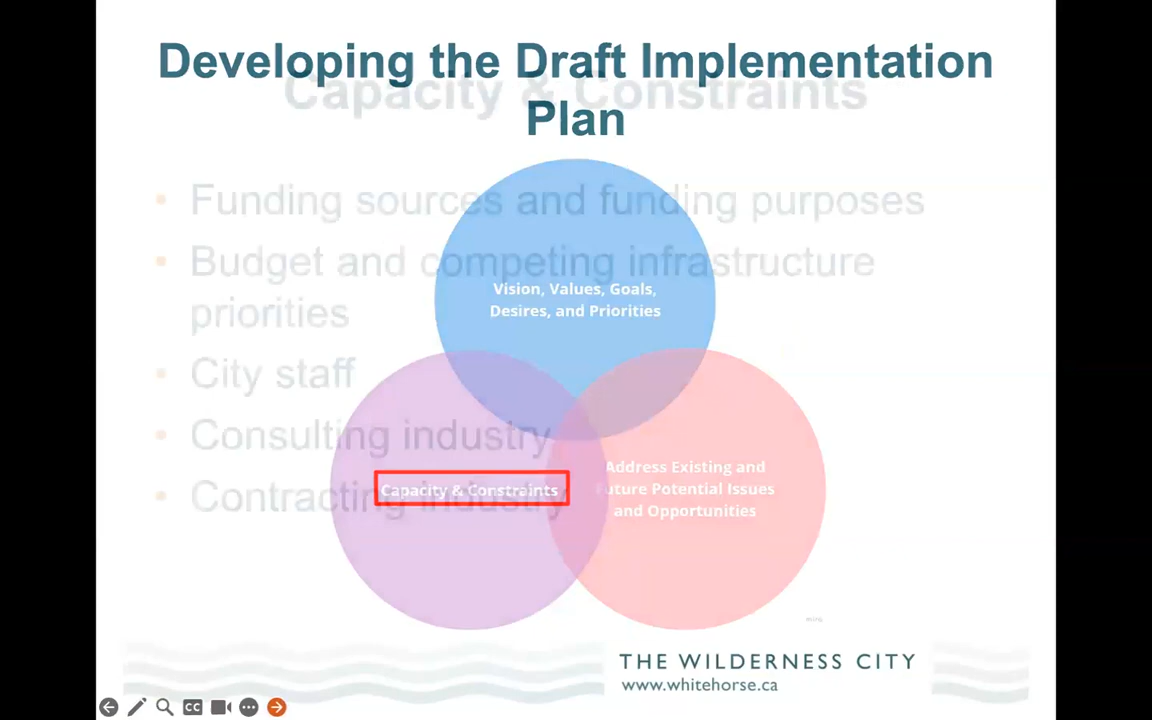 Developing the Draft Implementation
Plan
Capacity & Constraints
• Funding sources and funding purposes
• Budget and competing infrastructure
priorities
• City staff
• Consulting industry
• Contracting industry
Vision, Values, Goals,
Desires, and Priorities
Capacity & Constraints
Address Existing and
Future Potential Issues
and Opportunities
THE WILDERNESS CITY
www.whitehorse.ca
CC